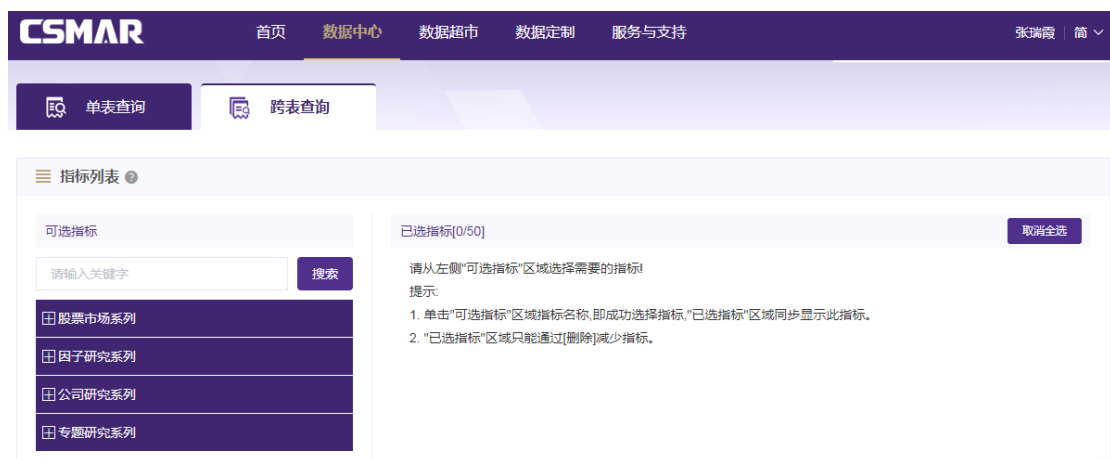 CSMAR 首页 数据中心 数据超市 数据定制 服务与支持 张瑞霞 简
单表查询 跨表查询
指标列表 ?
可选指标
请输入关键字 搜索
田股票市场系列
田因子研究系列
田公司研究系列
田专题研究系列
已选指标[0/50] 取消全选
请从左侧"可选指标"区域选择需要的指标!
提示:
1. 单击"可选指标"区域指标名称,即成功选择指标,"已选指标"区域同步显示此指标。
2. "已选指标"区域只能通过[删除]减少指标。